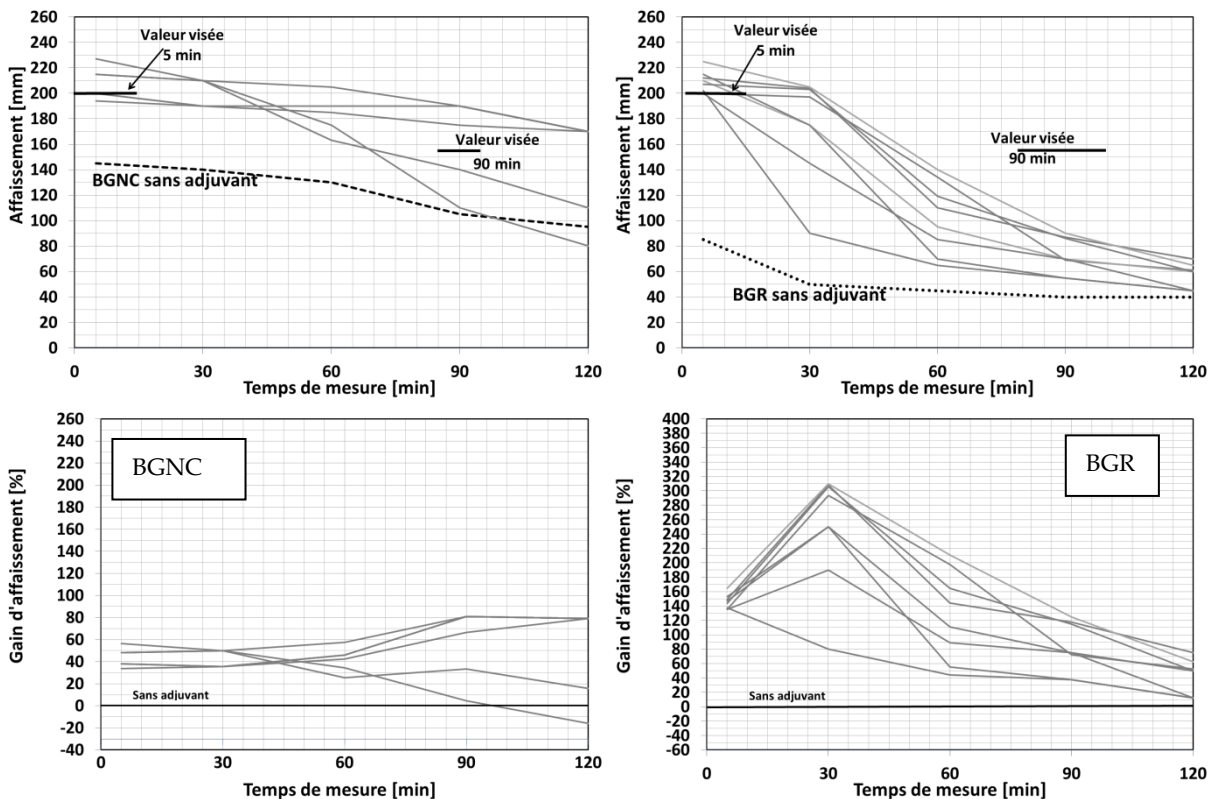 260
240
220
200
180
160
140
120
100
80
60
40
20
0
Affaissement [mm]
Valeur visée
5 min
Valeur visée
90 min
BGNC sans adjuvant
0 30 60 90 120
Temps de mesure [min]
260
240
220
200
180
160
140
120
100
80
60
40
20
0
Affaissement [mm]
Valeur visée
5 min
Valeur visée
90 min
BGR sans adjuvant
0 30 60 90 120
Temps de mesure [min]
260
240
220
200
180
160
140
120
100
80
60
40
20
0
-20
-40
Gain d'affaissement [%]
BGNC
Sans adjuvant
0 30 60 90 120
Temps de mesure [min]
400
380
360
340
320
300
280
260
240
220
200
180
160
140
120
100
80
60
40
20
0
-20
-40
-60
Gain d'affaissement [%]
BGR
Sans adjuvant
0 30 60 90 120
Temps de mesure [min]